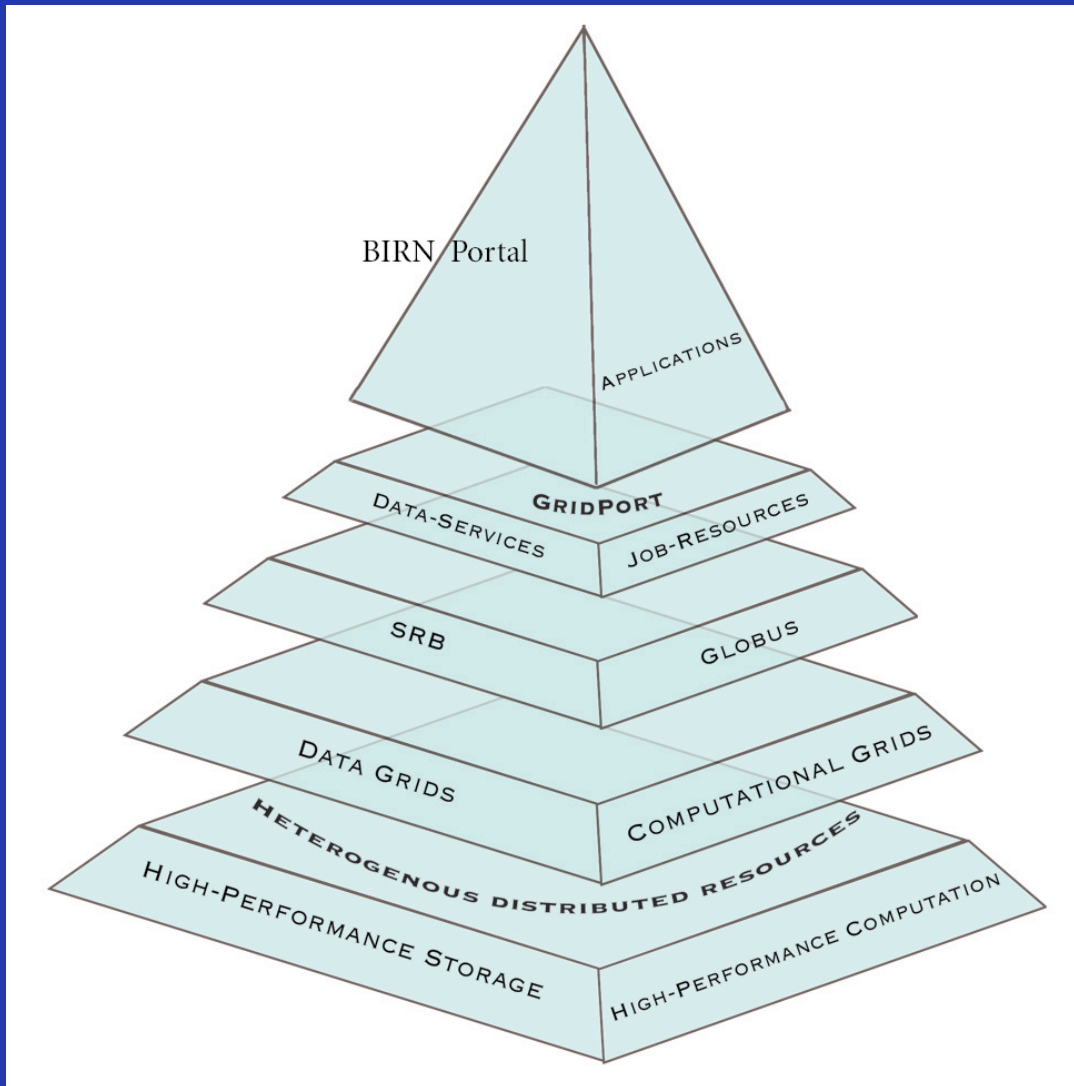 BIRN Portal
Applications
GridPort
Data-Services
Job-Resources
SRB
Globus
Data Grids
Computational Grids
Heterogenous distributed resources
High-Performance Storage
High-Performance Computation